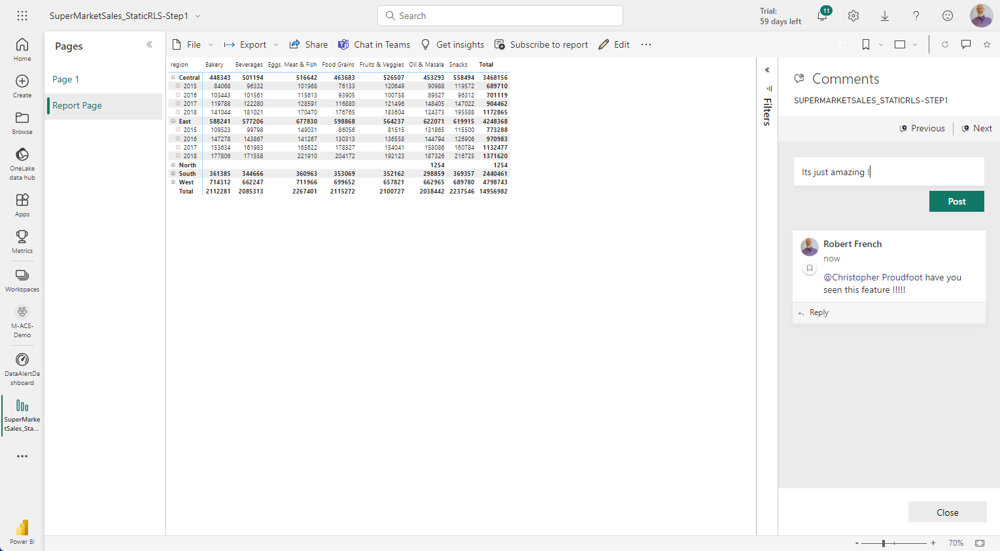 SuperMarketSales_StaticRLS-Step1
Search
Trial:
59 days left
11
Home
Create
Browse
OneLake
data hub
Apps
Metrics
Workspaces
M-ACE-
Demo
DataAlertDa
shboard
SuperMarke
tSales_Sta...
Power BI
Pages
Page 1
Report Page
File
Export
Share
Chat in Teams
Get insights
Subscribe to report
Edit
region Bakery Beverages Eggs, Meat & Fish Food Grains Fruits & Veggies Oil & Masala Snacks Total
Central 448343 501194 516642 463683 526507 453293 558494 3468156
2015 84068 96332 101968 76133 120649 90988 119572 689710
2016 103443 101561 115613 93905 100758 89527 96312 701119
2017 119788 122280 128591 116880 121496 148405 147022 904462
2018 141044 181021 170470 176765 183604 124373 195588 1172865
East 588241 577206 677830 598868 564237 622071 619915 4248368
2015 109523 99798 149031 86056 81515 131865 115500 773288
2016 147278 143867 141267 130313 136558 144794 126906 970983
2017 153634 161983 165622 178327 154041 158086 160784 1132477
2018 177806 171558 221910 204172 192123 187326 216725 1371620
North 1254 1254
South 361385 344666 360963 353069 352162 298859 369357 2440461
West 714312 662247 711966 699652 657821 662965 689780 4798743
Total 2112281 2085313 2267401 2115272 2100727 2038442 2237546 14956982
Filters
Comments
SUPERMARKETSALES_STATICRLS-STEP1
Previous
Next
Its just amazing !
Post
Robert French
now
@Christopher Proudfoot have you
seen this feature !!!!!
Reply
Close
- + 70%